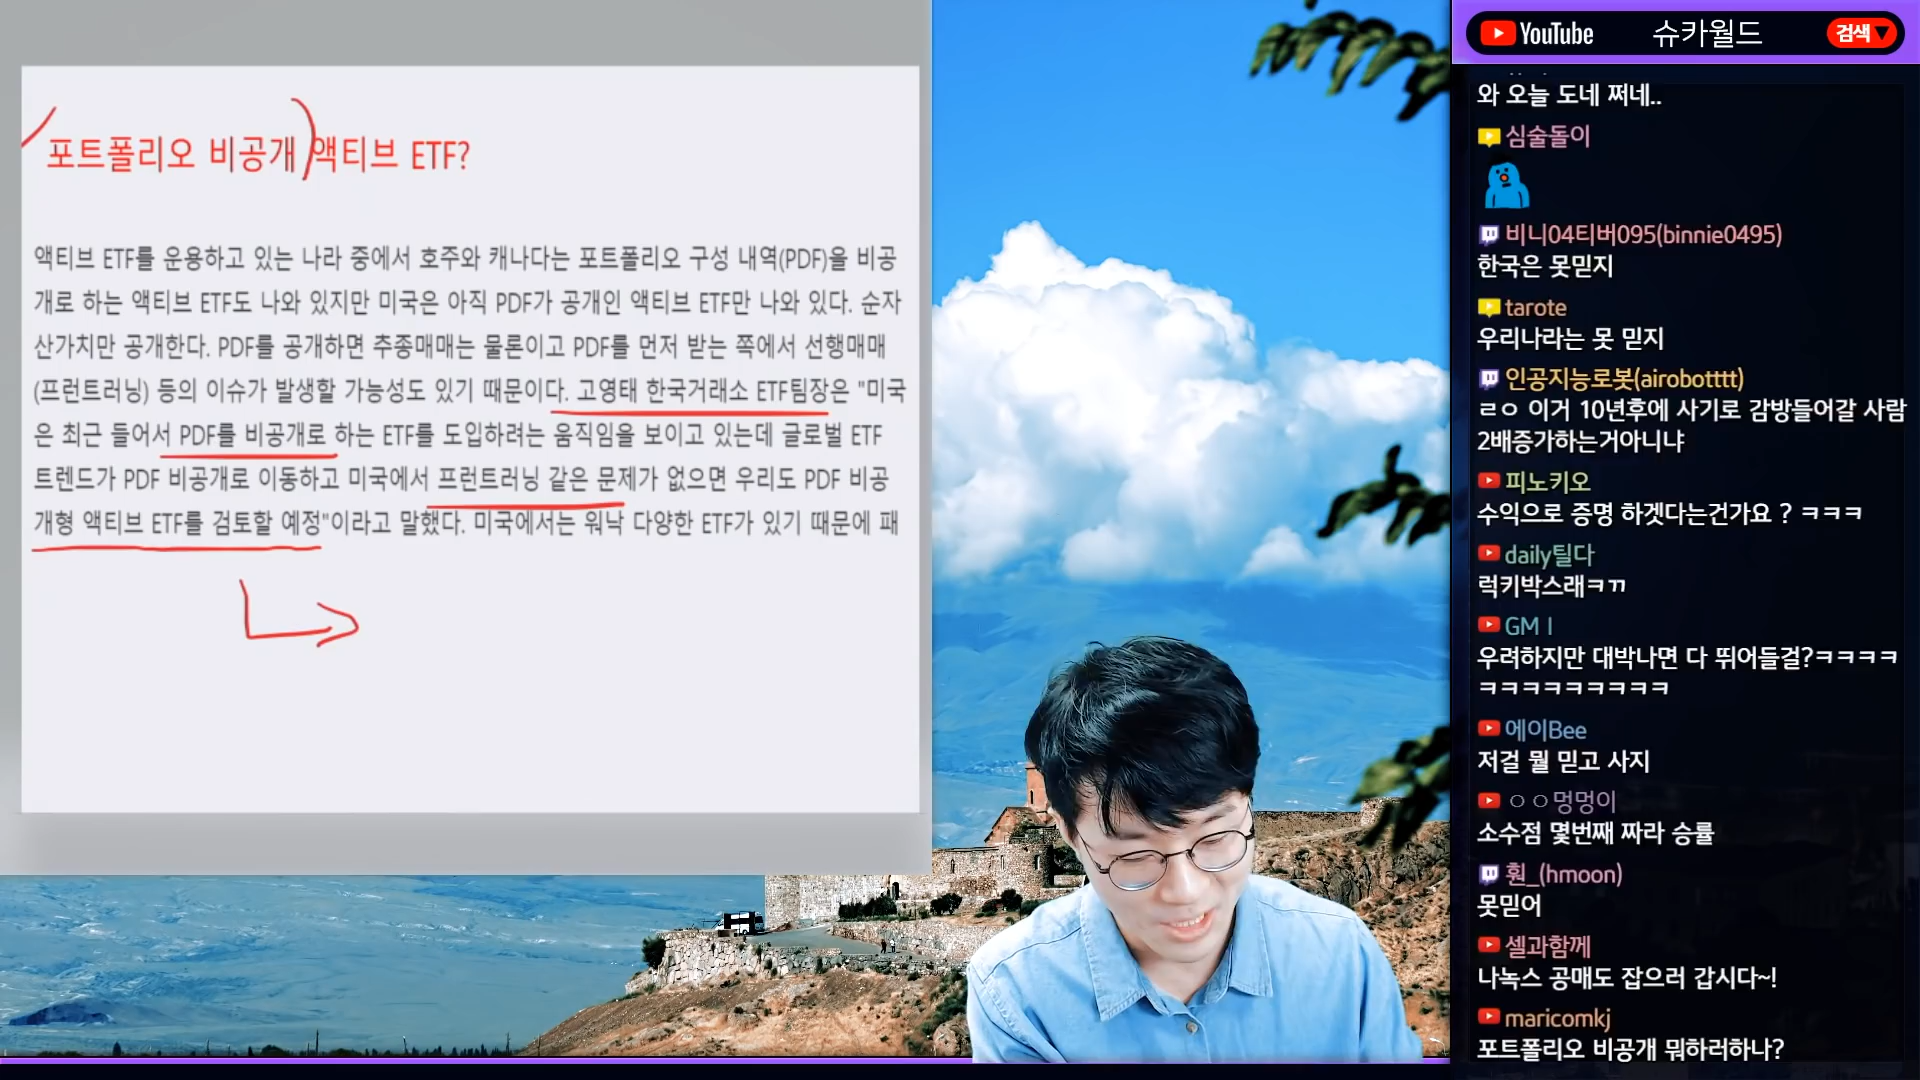 포트폴리오 비공개 액티브 ETF?
액티브 ETF를 운용하고 있는 나라 중에서 호주와 캐나다는 포트폴리오 구성 내역(PDF)을 비공
개로 하는 액티브 ETF도 나와 있지만 미국은 아직 PDF가 공개인 액티브 ETF만 나와 있다. 순자
산가치만 공개한다. PDF를 공개하면 추종매매는 물론이고 PDF를 먼저 받는 쪽에서 선행매매
(프런트러닝) 등의 이슈가 발생할 가능성도 있기 때문이다. 고영태 한국거래소 ETF팀장은 "미국
은 최근 들어서 PDF를 비공개로 하는 ETF를 도입하려는 움직임을 보이고 있는데 글로벌 ETF
트렌드가 PDF 비공개로 이동하고 미국에서 프런트러닝 같은 문제가 없으면 우리도 PDF 비공
개형 액티브 ETF를 검토할 예정"이라고 말했다. 미국에서는 워낙 다양한 ETF가 있기 때문에 패
YouTube 슈카월드 검색▼
와 오늘 도네 쩌네..
심술돌이
비니04티버095(binnie0495)
한국은 못믿지
tarote
우리나라는 못 믿지
인공지능로봇(airobotttt)
ㄹㅇ 이거 10년후에 사기로 감방들어갈 사람
2배증가하는거아니냐
피노키오
수익으로 증명 하겟다는건가요 ? ㅋㅋㅋ
daily틸다
럭키박스래ㅋㄲ
GM I
우려하지만 대박나면 다 뛰어들걸?ㅋㅋㅋㅋ
ㅋㅋㅋㅋㅋㅋㅋㅋㅋ
에이Bee
저걸 뭘 믿고 사지
ㅇㅇ멍멍이
소수점 몇번째 짜라 승률
훤_(hmoon)
못믿어
셀과함께
나녹스 공매도 잡으러 갑시다~!
maricomkj
포트폴리오 비공개 뭐하러하나?